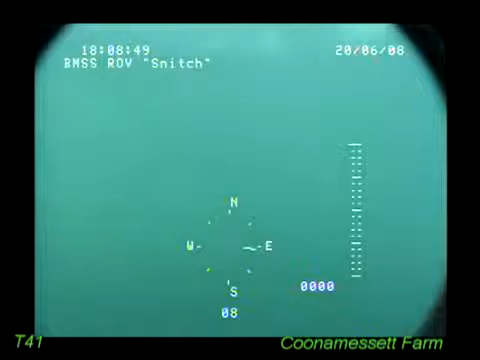 18:08:49 20/06/08
BMSS ROV "Snitch"
N
W E
S
0000
08
T41 Coonamessett Farm